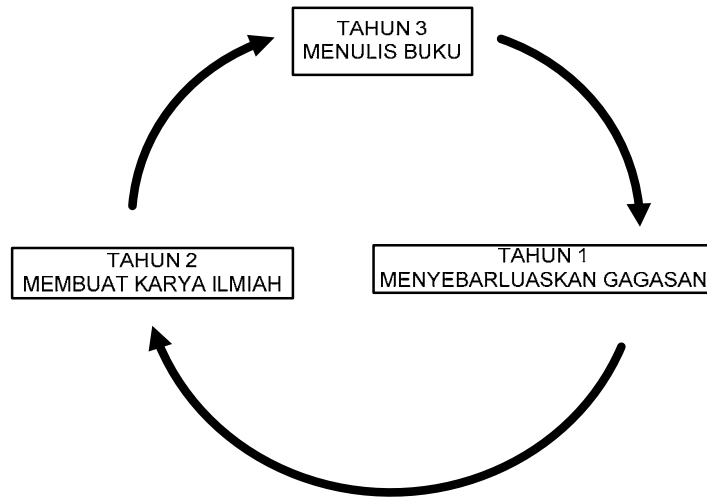 TAHUN 3
MENULIS BUKU
TAHUN 2
MEMBUAT KARYA ILMIAH
TAHUN 1
MENYEBARLUASKAN GAGASAN